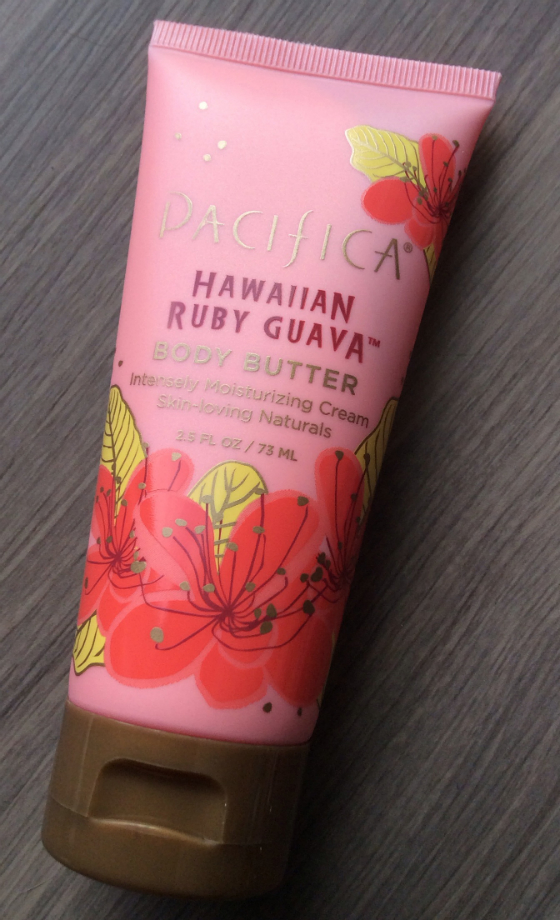 PACIFICA®
HAWAIIAN
RUBY GUAVA™
BODY BUTTER
Intensely Moisturizing Cream
Skin-loving Naturals
2.5 FL OZ / 73 ML